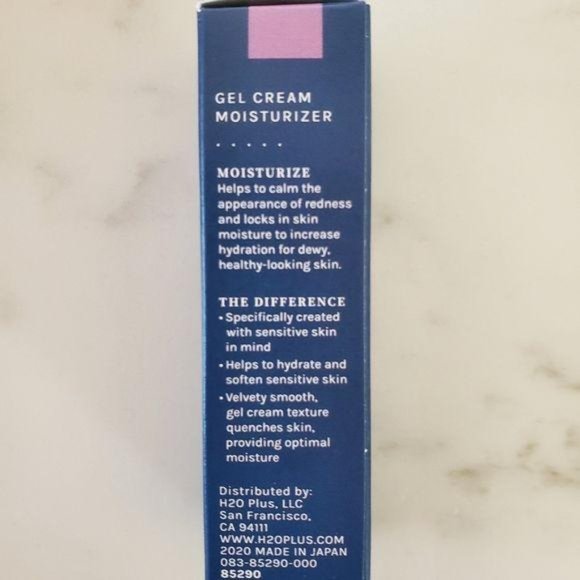 GEL CREAM
MOISTURIZER
MOISTURIZE
Helps to calm the
appearance of redness
and locks in skin
moisture to increase
hydration for dewy,
healthy-looking skin.
THE DIFFERENCE
• Specifically created
with sensitive skin
in mind
• Helps to hydrate and
soften sensitive skin
• Velvety smooth,
gel cream texture
quenches skin,
providing optimal
moisture
Distributed by:
H2O Plus, LLC
San Francisco,
CA 94111
WWW.H2OPLUS.COM
2020 MADE IN JAPAN
083-85290-000
85290